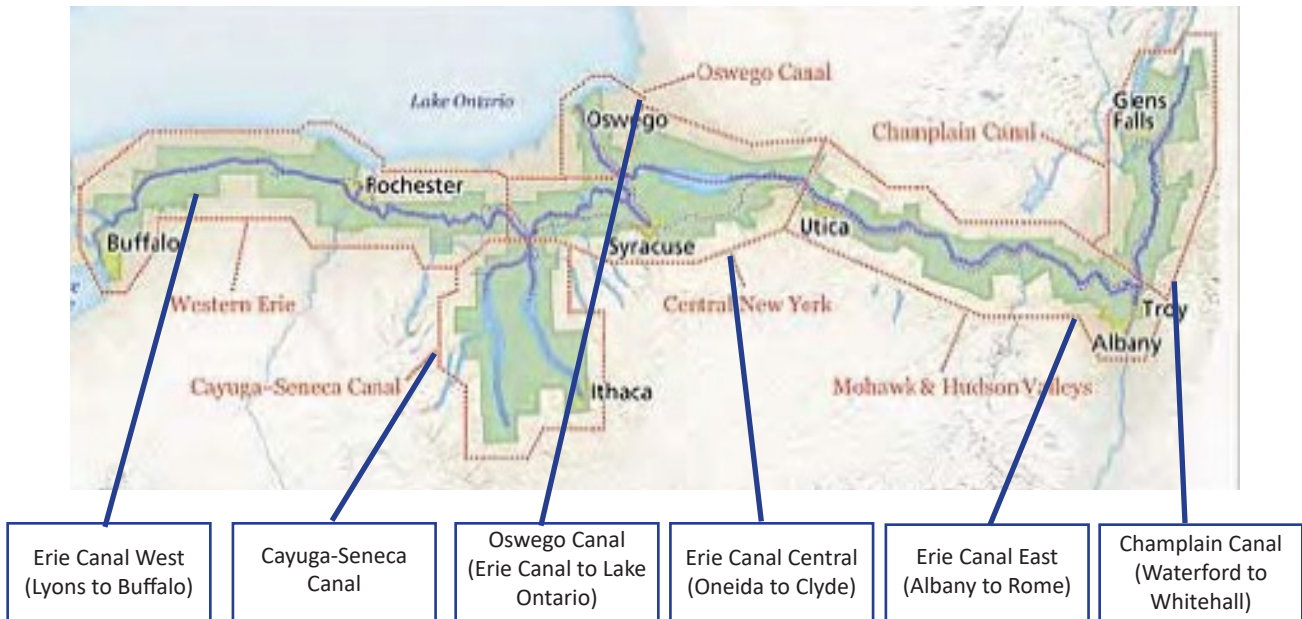 Oswego Canal
Lake Ontario
Glens
Falls
Oswego
Champlain Canal
Rochester
Buffalo
Syracuse
Utica
Western Erie
Central New York
Troy
Albany
Cayuga-Seneca Canal
Ithaca
Mohawk & Hudson Valleys
Erie Canal West
(Lyons to Buffalo)
Cayuga-Seneca
Canal
Oswego Canal
(Erie Canal to Lake
Ontario)
Erie Canal Central
(Oneida to Clyde)
Erie Canal East
(Albany to Rome)
Champlain Canal
(Waterford to
Whitehall)